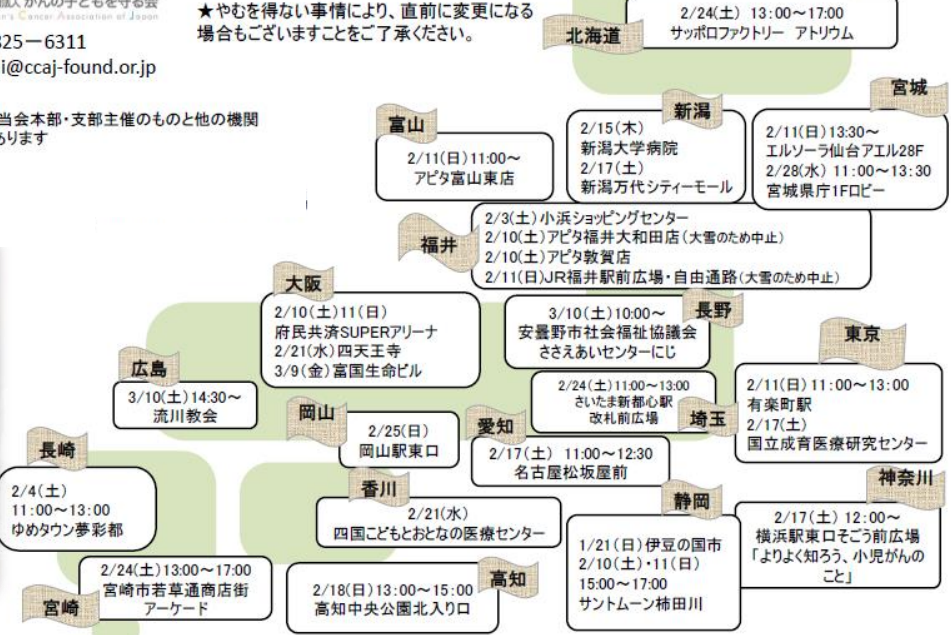 がんの子どもを守る会
n's Cancer Association of Japan
825－6311
i@ccaj-found.or.jp
当会本部・支部主催のものと他の機関
あります
★やむを得ない事情により、直前に変更になる
場合もございますことをご了承ください。
北海道
2/24(土) 13:00～17:00
サッポロファクトリー アトリウム
富山
2/11(日)11:00～
アピタ富山東店
新潟
2/15(木)
新潟大学病院
2/17(土)
新潟万代シティーモール
宮城
2/11(日)13:30～
エルソーラ仙台アエル28F
2/28(水) 11:00～13:30
宮城県庁1Fロビー
福井
2/3(土)小浜ショッピングセンター
2/10(土)アピタ福井大和田店(大雪のため中止)
2/10(土)アピタ敦賀店
2/11(日)JR福井駅前広場・自由通路(大雪のため中止)
大阪
2/10(土)11(日)
府民共済SUPERアリーナ
2/21(水)四天王寺
3/9(金)富国生命ビル
長野
3/10(土)10:00～
安曇野市社会福祉協議会
ささえあいセンターにじ
東京
2/11(日)11:00～13:00
有楽町駅
2/17(土)
国立成育医療研究センター
広島
3/10(土)14:30～
流川教会
岡山
2/25(日)
岡山駅東口
埼玉
2/24(土)11:00～13:00
さいたま新都心駅
改札前広場
愛知
2/17(土) 11:00～12:30
名古屋松坂屋前
長崎
2/4(土)
11:00～13:00
ゆめタウン夢彩都
香川
2/21(水)
四国こどもとおとなの医療センター
静岡
1/21(日)伊豆の国市
2/10(土)・11(日)
15:00～17:00
サントムーン柿田川
神奈川
2/17(土) 12:00～
横浜駅東口そごう前広場
「よりよく知ろう、小児がんの
こと」
宮崎
2/24(土)13:00～17:00
宮崎市若草通商店街
アーケード
高知
2/18(日)13:00～15:00
高知中央公園北入り口